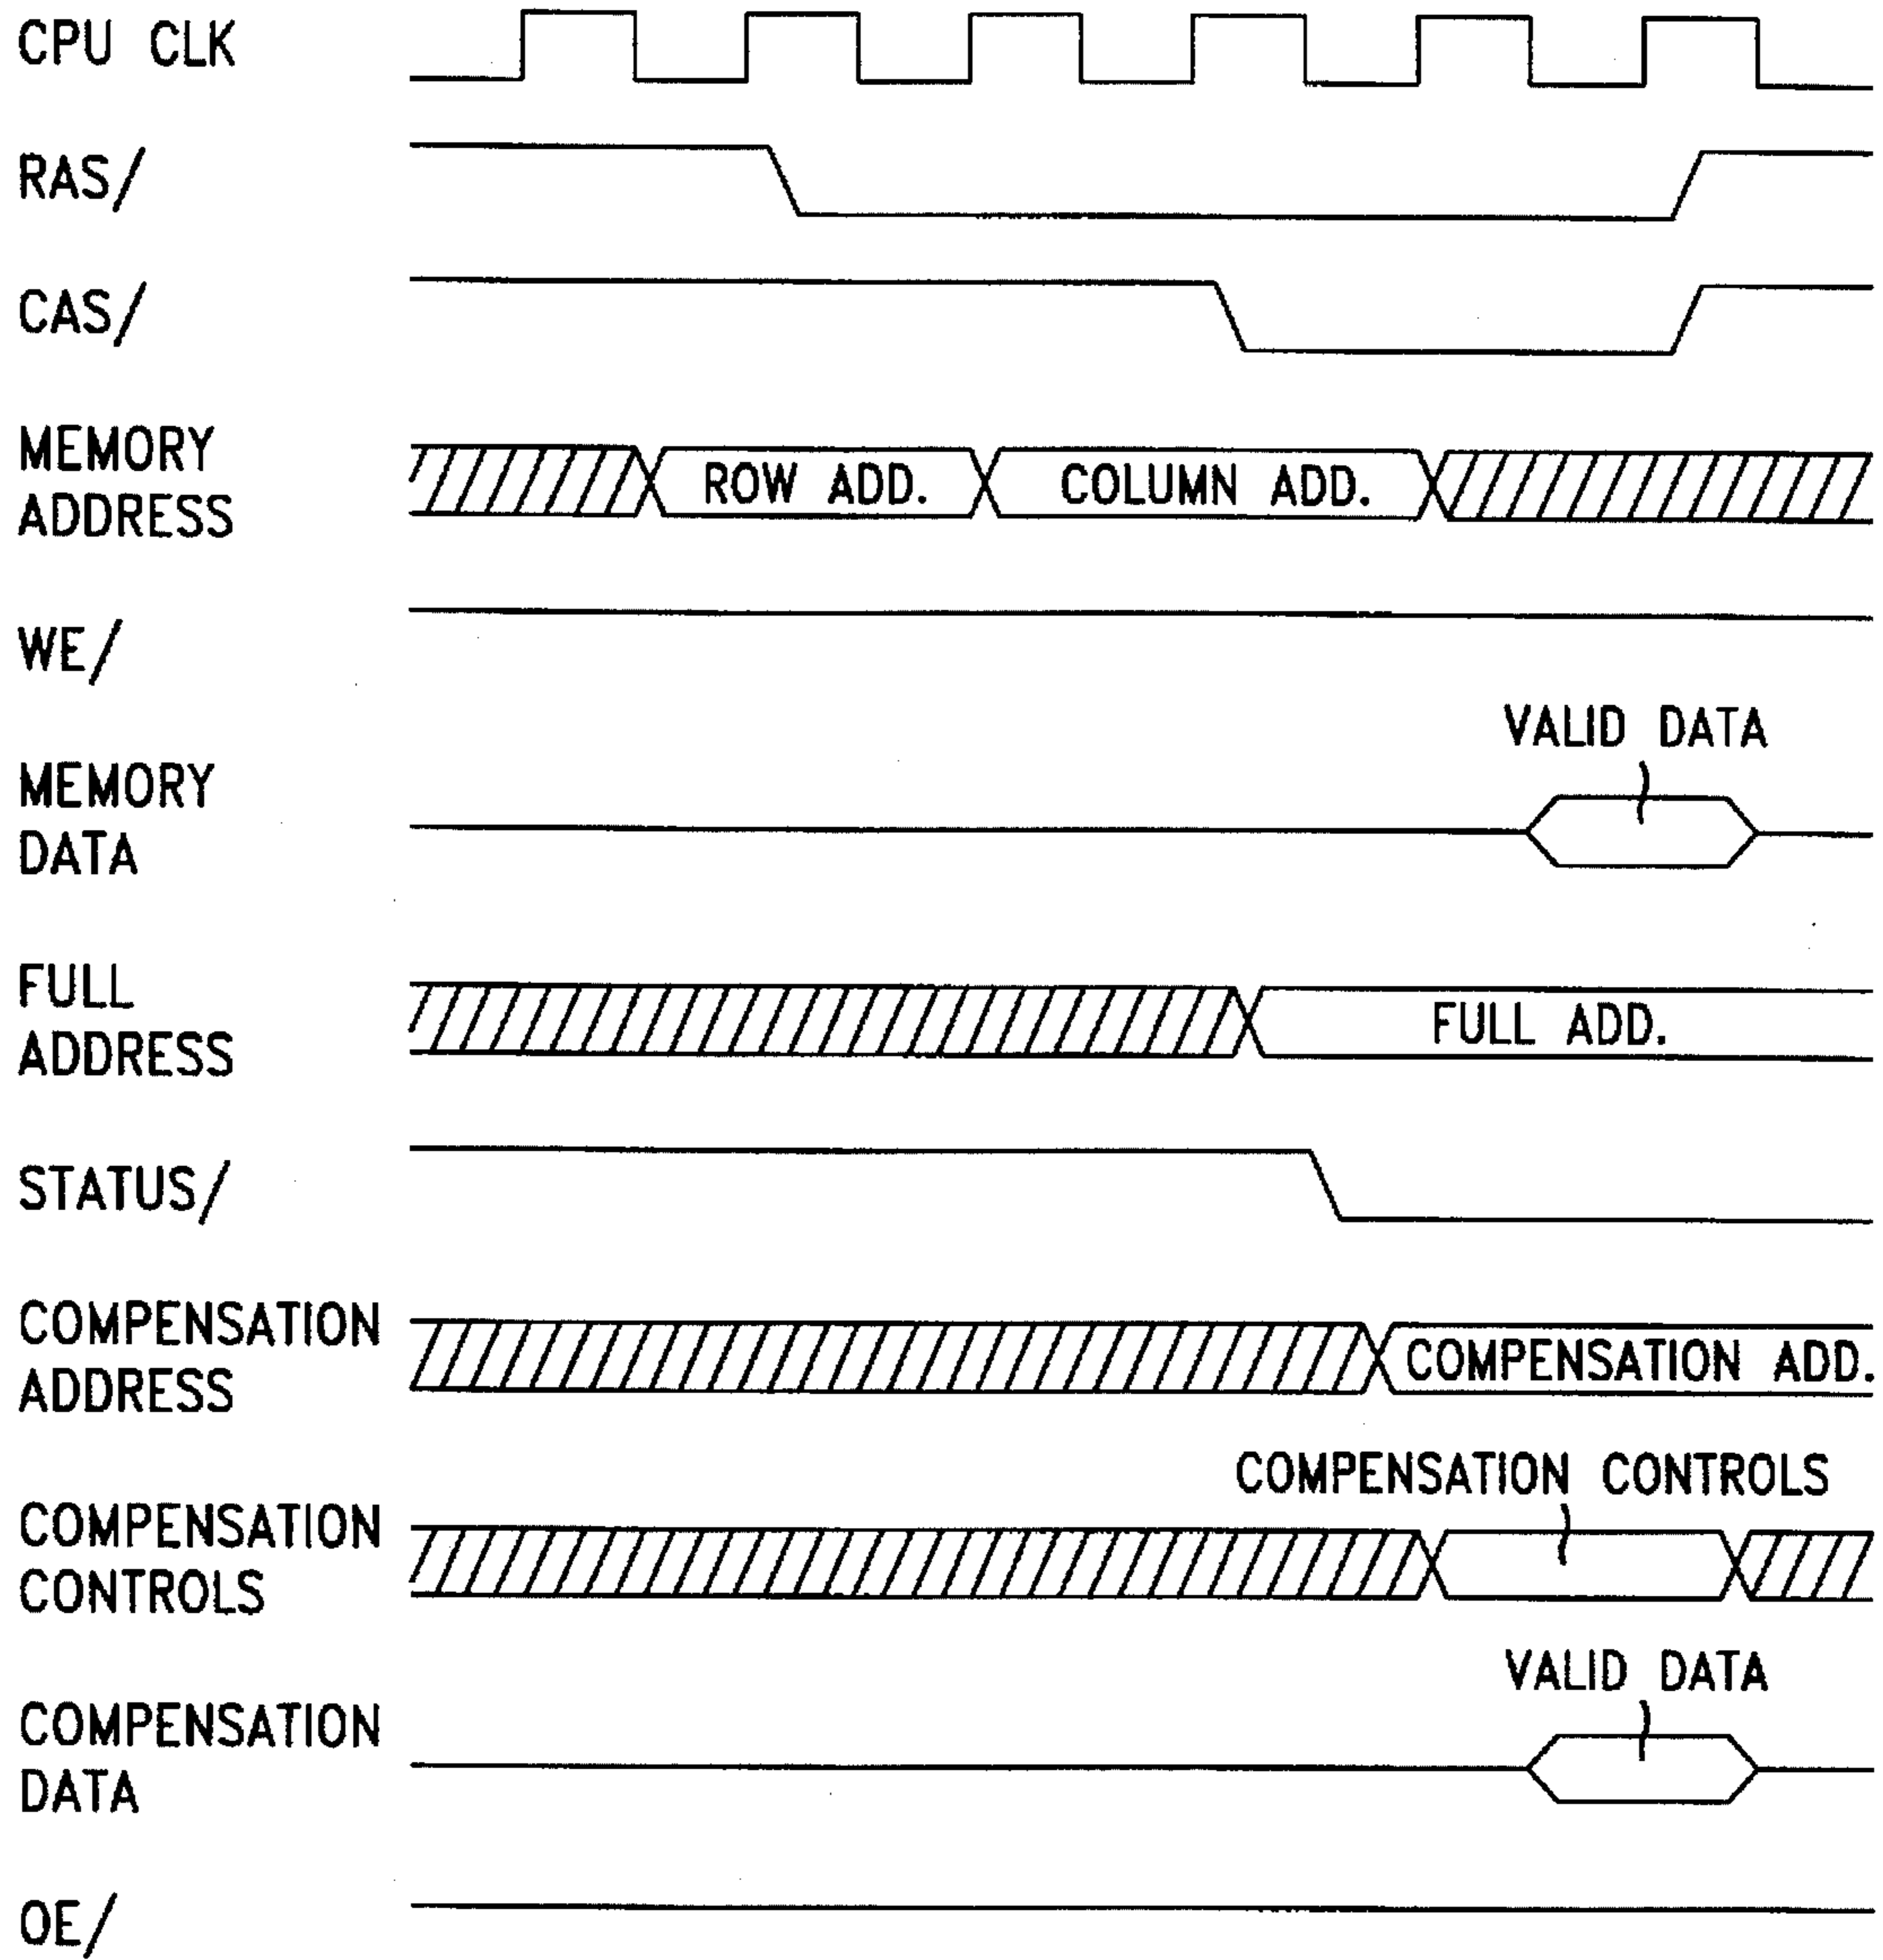 CPU CLK
RAS/
CAS/
MEMORY
ADDRESS
ROW ADD.
COLUMN ADD.
WE/
VALID DATA
MEMORY
DATA
FULL
ADDRESS
FULL ADD.
STATUS/
COMPENSATION
ADDRESS
COMPENSATION ADD.
COMPENSATION CONTROLS
COMPENSATION
CONTROLS
VALID DATA
COMPENSATION
DATA
OE/